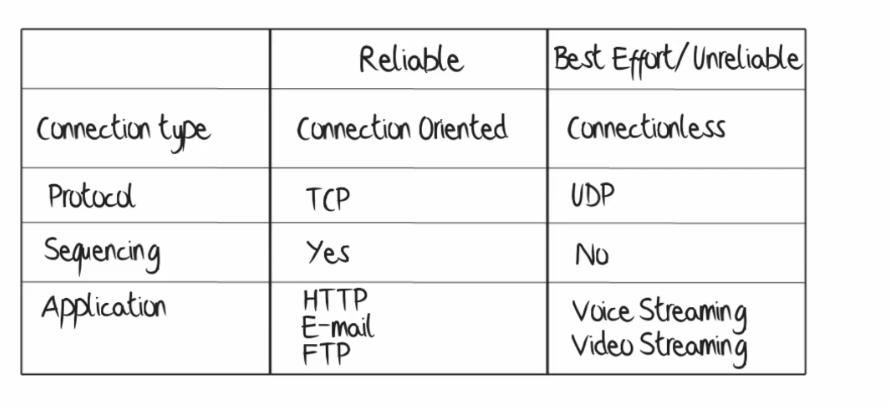 Reliable Best Effort/Unreliable
Connection type Connection Oriented Connectionless
Protocol TCP UDP
Sequencing Yes No
Application HTTP Voice Streaming
E-mail Video Streaming
FTP